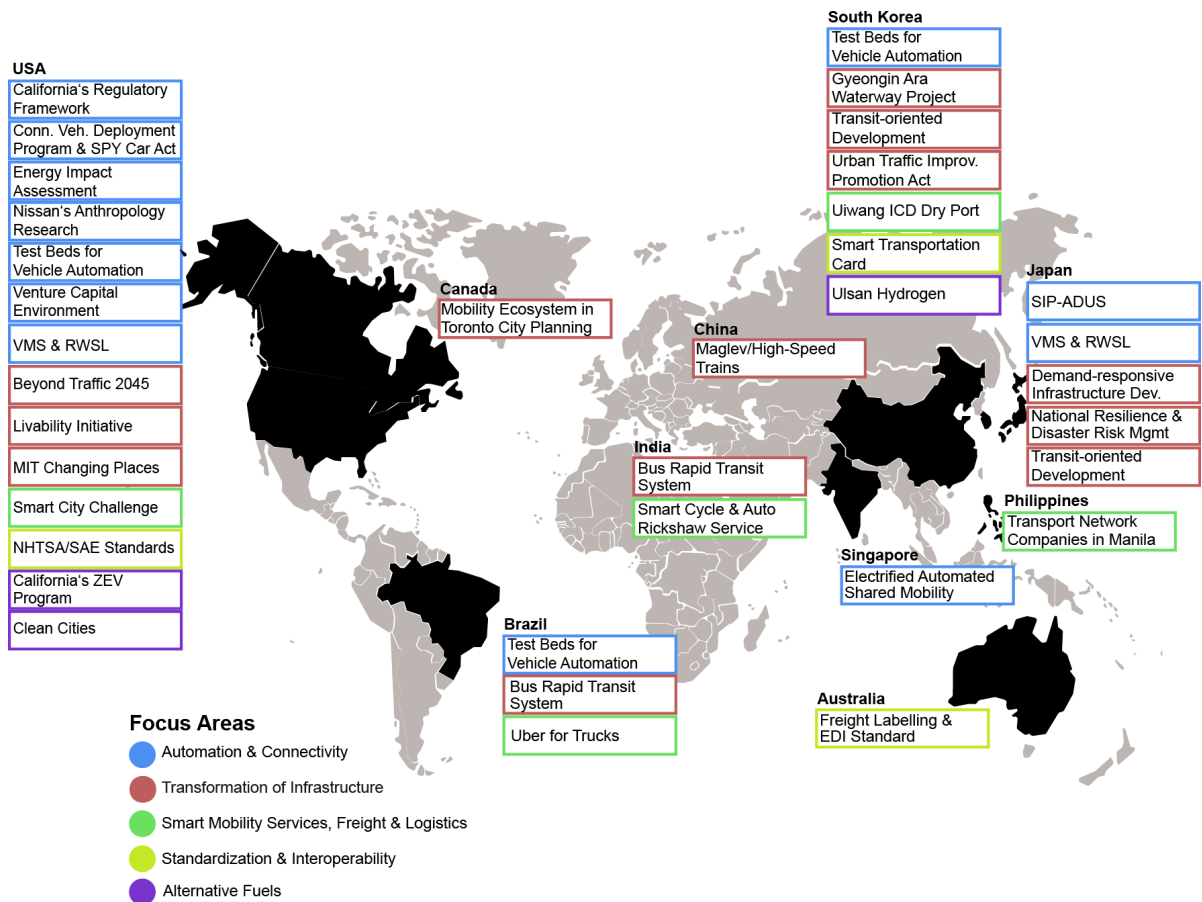 USA
California's Regulatory
Framework
Conn. Veh. Deployment
Program & SPY Car Act
Energy Impact
Assessment
Nissan's Anthropology
Research
Test Beds for
Vehicle Automation
Venture Capital
Environment
VMS & RWSL
Beyond Traffic 2045
Livability Initiative
MIT Changing Places
Smart City Challenge
NHTSA/SAE Standards
California's ZEV
Program
Clean Cities
Canada
Mobility Ecosystem in
Toronto City Planning
South Korea
Test Beds for
Vehicle Automation
Gyeongin Ara
Waterway Project
Transit-oriented
Development
Urban Traffic Improv.
Promotion Act
Uiwang ICD Dry Port
Smart Transportation
Card
Ulsan Hydrogen
Japan
SIP-ADUS
VMS & RWSL
Demand-responsive
Infrastructure Dev.
National Resilience &
Disaster Risk Mgmt
Transit-oriented
Development
China
Maglev/High-Speed
Trains
India
Bus Rapid Transit
System
Smart Cycle & Auto
Rickshaw Service
Philippines
Transport Network
Companies in Manila
Singapore
Electrified Automated
Shared Mobility
Brazil
Test Beds for
Vehicle Automation
Bus Rapid Transit
System
Uber for Trucks
Australia
Freight Labelling &
EDI Standard
Focus Areas
Automation & Connectivity
Transformation of Infrastructure
Smart Mobility Services, Freight & Logistics
Standardization & Interoperability
Alternative Fuels